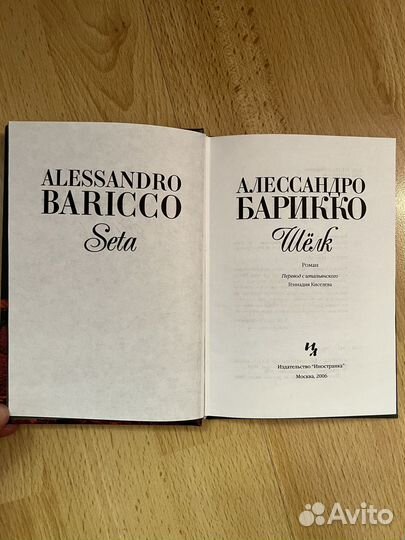 ALESSANDRO
BARICCO
Seta
АЛЕССАНДРО
БАРИККО
Шёлк
Роман
Перевод с итальянского
Геннадия Киселева
Издательство "Иностранка"
Москва, 2006
Avito